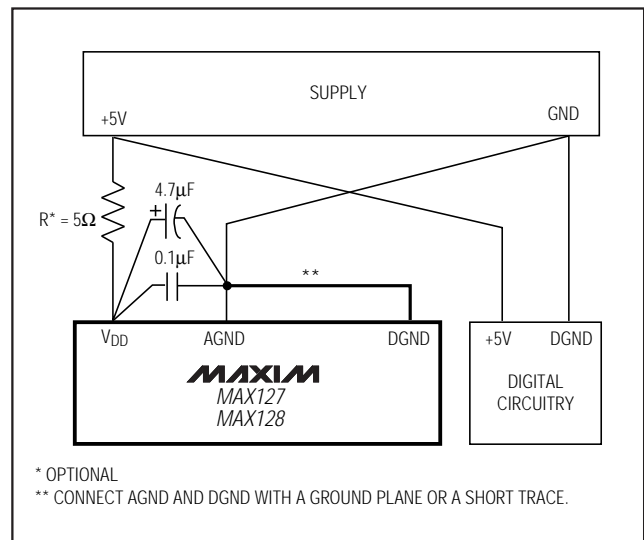 SUPPLY
+5V
GND
4.7μF
+
R* = 5Ω
0.1μF
**
VDD
AGND
DGND
+5V
DGND
MAXIM
MAX127
MAX128
DIGITAL
CIRCUITRY
* OPTIONAL
** CONNECT AGND AND DGND WITH A GROUND PLANE OR A SHORT TRACE.